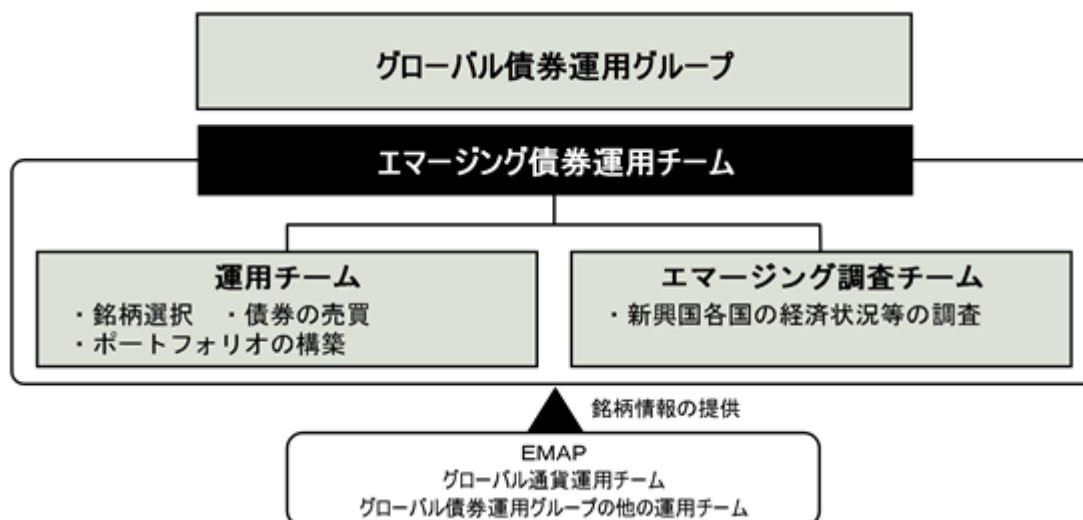 グローバル債券運用グループ
エマージング債券運用チーム
運用チーム
・銘柄選択　・債券の売買
・ポートフォリオの構築
エマージング調査チーム
・新興国各国の経済状況等の調査
銘柄情報の提供
EMAP
グローバル通貨運用チーム
グローバル債券運用グループの他の運用チーム